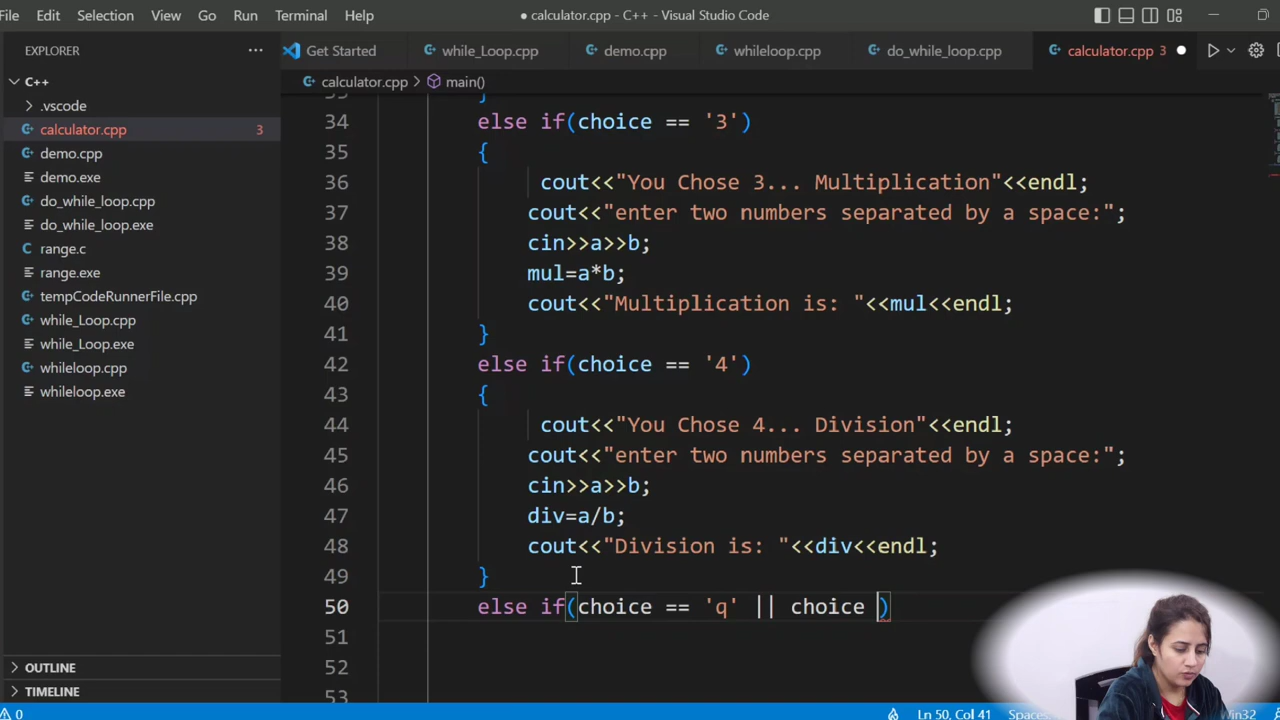 File Edit Selection View Go Run Terminal Help
● calculator.cpp - C++ - Visual Studio Code
EXPLORER ···
Get Started while_Loop.cpp demo.cpp whileloop.cpp do_while_loop.cpp calculator.cpp 3 ●
calculator.cpp > main()
C++
.vscode
calculator.cpp 3
demo.cpp
demo.exe
do_while_loop.cpp
do_while_loop.exe
range.c
range.exe
tempCodeRunnerFile.cpp
while_Loop.cpp
while_Loop.exe
whileloop.cpp
whileloop.exe
OUTLINE
TIMELINE
33 }
34 else if(choice == '3')
35 {
36 cout<<"You Chose 3... Multiplication"<<endl;
37 cout<<"enter two numbers separated by a space:";
38 cin>>a>>b;
39 mul=a*b;
40 cout<<"Multiplication is: "<<mul<<endl;
41 }
42 else if(choice == '4')
43 {
44 cout<<"You Chose 4... Division"<<endl;
45 cout<<"enter two numbers separated by a space:";
46 cin>>a>>b;
47 div=a/b;
48 cout<<"Division is: "<<div<<endl;
49 }
50 else if(choice == 'q' || choice )
51
52
53
0 Ln 50, Col 41 Spaces Win32